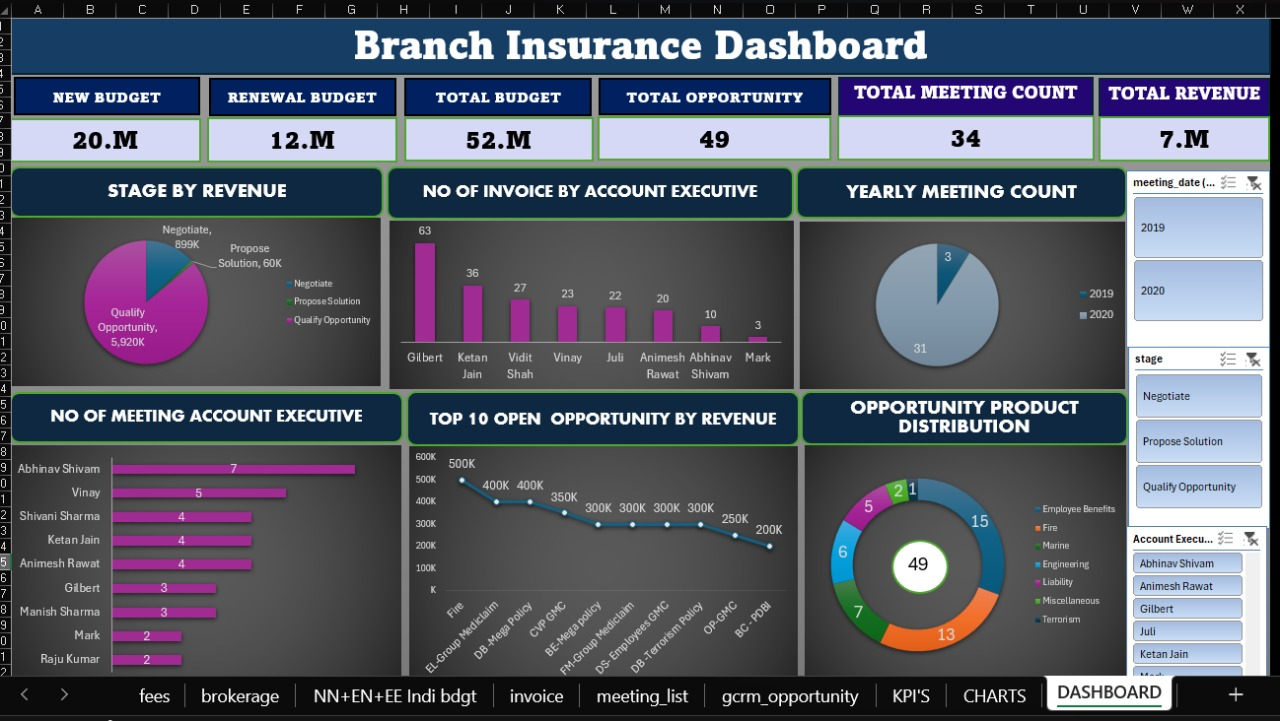 A B C D E F G H I J K L M N O P Q R S T U V W X
Branch Insurance Dashboard
NEW BUDGET RENEWAL BUDGET TOTAL BUDGET TOTAL OPPORTUNITY TOTAL MEETING COUNT TOTAL REVENUE
20.M 12.M 52.M 49 34 7.M
STAGE BY REVENUE
Negotiate,
899K
Propose
Solution, 60K
Qualify
Opportunity,
5,920K
Negotiate
Propose Solution
Qualify Opportunity
NO OF INVOICE BY ACCOUNT EXECUTIVE
63 36 27 23 22 20 10 3
Gilbert Ketan Vidit Vinay Juli Animesh Abhinav Mark
Jain Shah Rawat Shivam
YEARLY MEETING COUNT
3
31
2019
2020
meeting_date (...
2019
2020
stage
Negotiate
Propose Solution
Qualify Opportunity
Account Execu...
Abhinav Shivam
Animesh Rawat
Gilbert
Juli
Ketan Jain
NO OF MEETING ACCOUNT EXECUTIVE
Abhinav Shivam 7
Vinay 5
Shivani Sharma 4
Ketan Jain 4
Animesh Rawat 4
Gilbert 3
Manish Sharma 3
Mark 2
Raju Kumar 2
TOP 10 OPEN OPPORTUNITY BY REVENUE
600K
500K
400K
300K
200K
100K
K
500K 400K 400K 350K 300K 300K 300K 300K 250K 200K
Fire
EL-Group Mediclaim
DB-Mega Policy
CVP GMC
BE-Mega policy
FM-Group Mediclaim
DS- Employees GMC
DB -Terrorism Policy
OP-GMC
BC - PDBI
OPPORTUNITY PRODUCT
DISTRIBUTION
15
13
7
6
5
2
1
49
Employee Benefits
Fire
Marine
Engineering
Liability
Miscellaneous
Terrorism
fees brokerage NN+EN+EE Indi bdgt invoice meeting_list gcrm_opportunity KPI'S CHARTS DASHBOARD